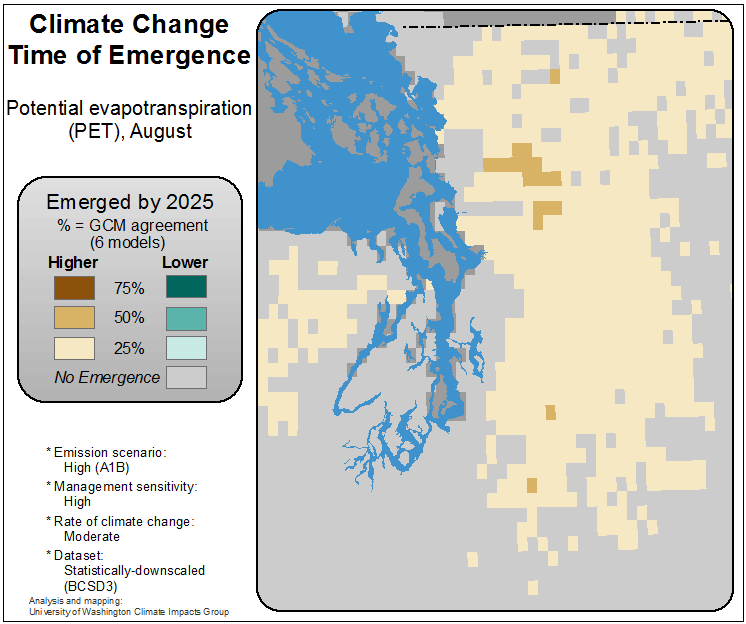 Climate Change
Time of Emergence
Potential evapotranspiration
(PET), August
Emerged by 2025
% = GCM agreement
(6 models)
Higher Lower
75%
50%
25%
No Emergence
* Emission scenario:
High (A1B)
* Management sensitivity:
High
* Rate of climate change:
Moderate
* Dataset:
Statistically-downscaled
(BCSD3)
Analysis and mapping:
University of Washington Climate Impacts Group